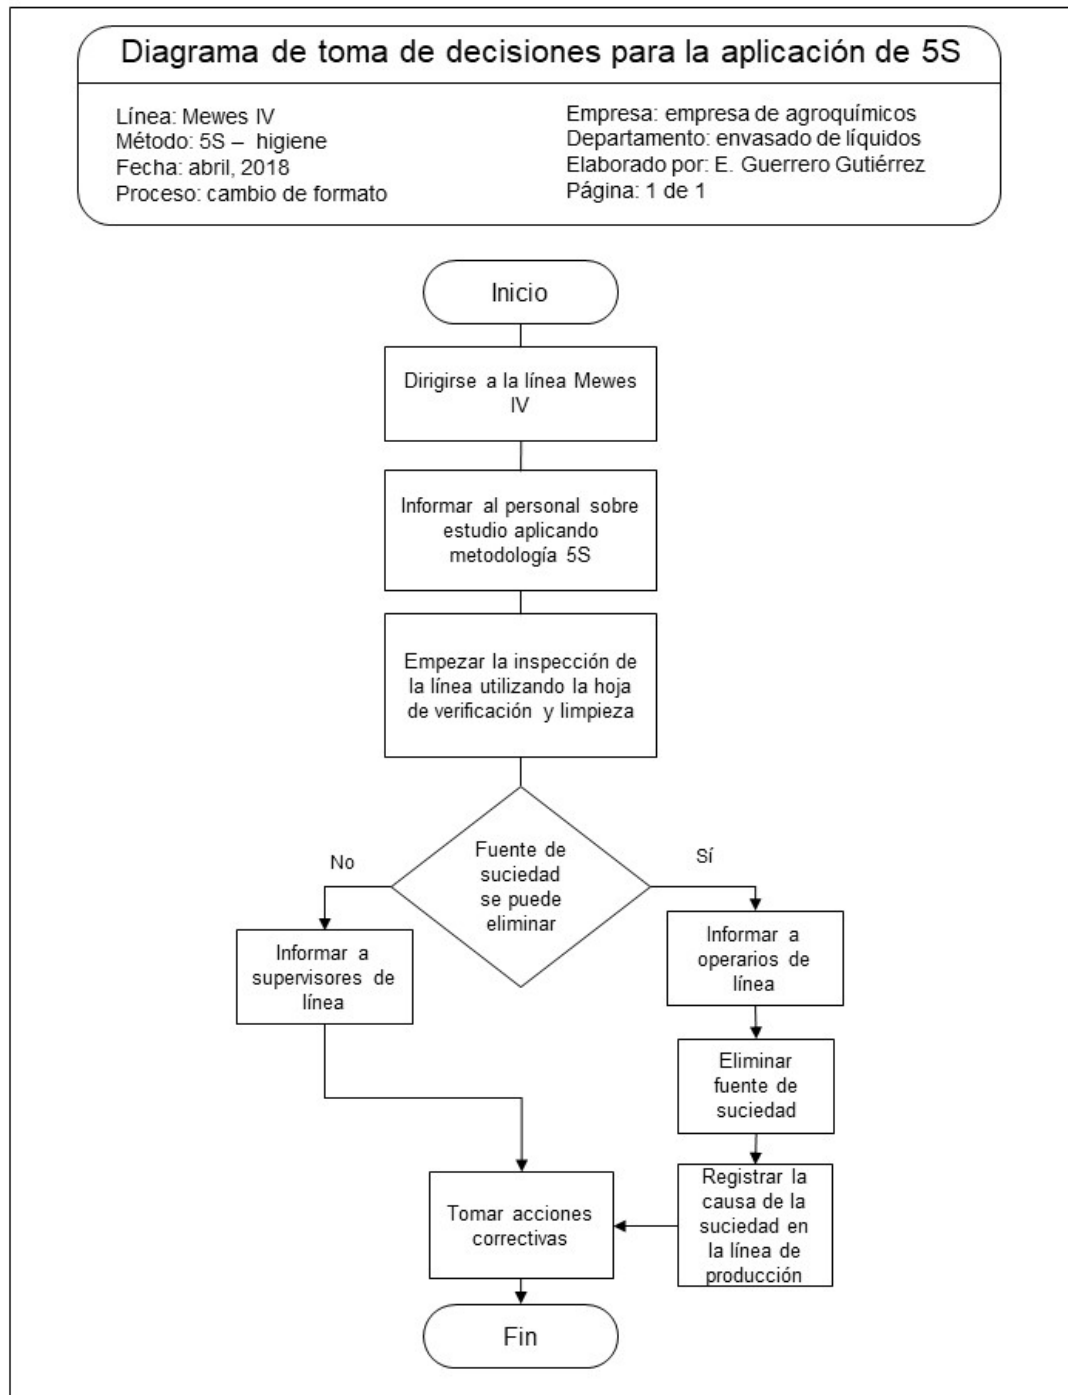 Diagrama de toma de decisiones para la aplicación de 5S
Línea: Mewes IV
Método: 5S – higiene
Fecha: abril, 2018
Proceso: cambio de formato
Empresa: empresa de agroquímicos
Departamento: envasado de líquidos
Elaborado por: E. Guerrero Gutiérrez
Página: 1 de 1
Inicio
Dirigirse a la línea Mewes
IV
Informar al personal sobre
estudio aplicando
metodología 5S
Empezar la inspección de
la línea utilizando la hoja
de verificación y limpieza
Fuente de
suciedad
se puede
eliminar
No
Sí
Informar a
supervisores de
línea
Informar a
operarios de
línea
Eliminar
fuente de
suciedad
Registrar la
causa de la
suciedad en
la línea de
producción
Tomar acciones
correctivas
Fin